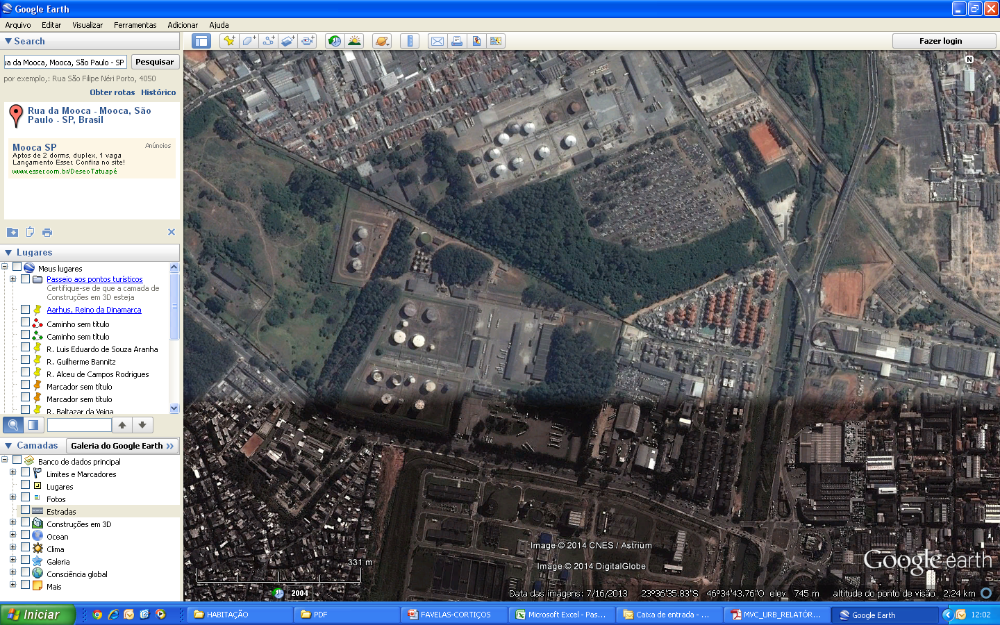 Google Earth
Arquivo Editar Visualizar Ferramentas Adicionar Ajuda
Search
Fazer login
ua da Mooca, Mooca, São Paulo - SP Pesquisar
por exemplo,: Rua São Filipe Néri Porto, 4050
Obter rotas Histórico
Rua da Mooca - Mooca, São
Paulo - SP, Brasil
Mooca SP Anúncios
Aptos de 2 dorms, duplex, 1 vaga
Lançamento Esser. Confira no site!
www.esser.com.br/DeseoTatuapé
Lugares
Meus lugares
Passeio aos pontos turísticos
Certifique-se de que a camada de
Construções em 3D esteja
Aarhus, Reino da Dinamarca
Caminho sem título
Caminho sem título
R. Luis Eduardo de Souza Aranha
R. Guilherme Bannitz
R. Alceu de Campos Rodrigues
Marcador sem título
Marcador sem título
R. Baltazar da Veiga
Camadas Galeria do Google Earth >>
Banco de dados principal
Limites e Marcadores
Lugares
Fotos
Estradas
Construções em 3D
Ocean
Clima
Galeria
Consciência global
Mais
N
331 m
2004
Image © 2014 CNES / Astrium
Image © 2014 DigitalGlobe
Google earth
Data das imagens: 7/16/2013 23°36'35.83"S 46°34'43.76"O elev 745 m altitude do ponto de visão 2.24 km
Iniciar HABITAÇÃO PDF FAVELAS-CORTIÇOS Microsoft Excel - Pas... Caixa de entrada - ... MVC_URB_RELATÓR... Google Earth 12:02